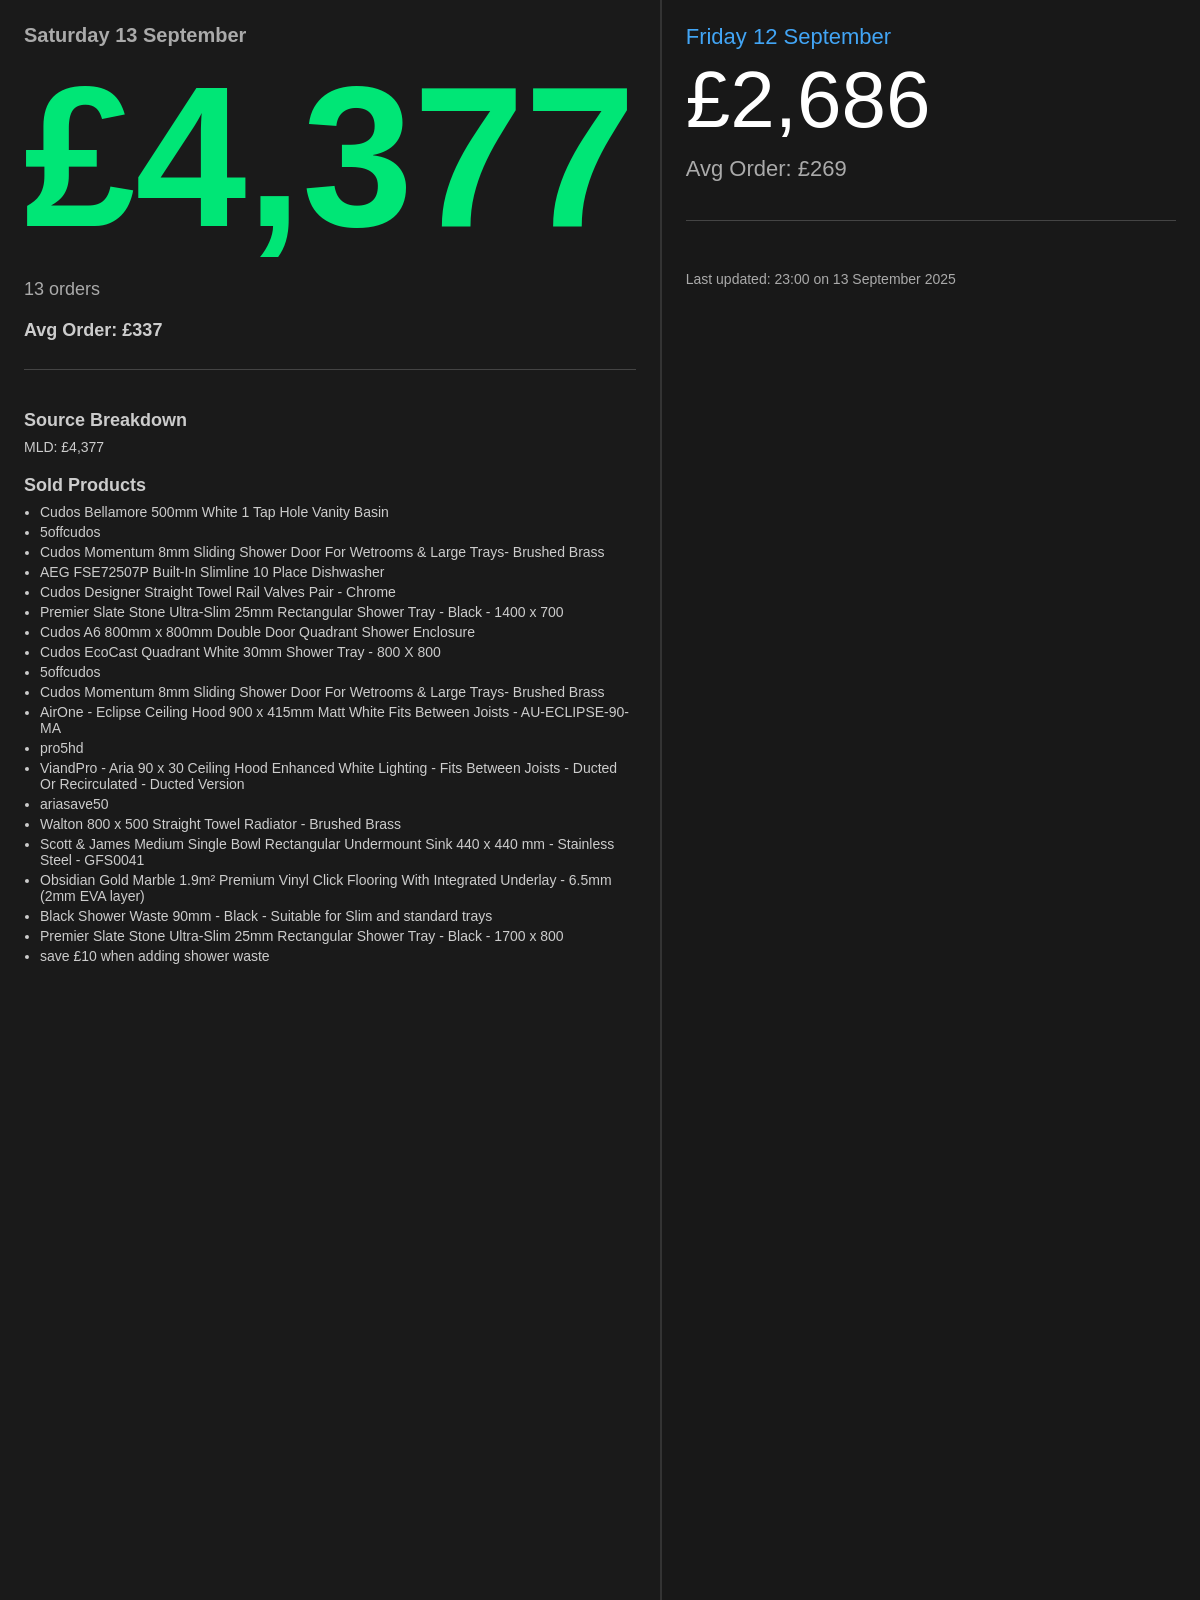 Saturday 13 September
£4,377
13 orders
Avg Order: £337
Source Breakdown
MLD: £4,377
Sold Products
• Cudos Bellamore 500mm White 1 Tap Hole Vanity Basin
• 5offcudos
• Cudos Momentum 8mm Sliding Shower Door For Wetrooms & Large Trays- Brushed Brass
• AEG FSE72507P Built-In Slimline 10 Place Dishwasher
• Cudos Designer Straight Towel Rail Valves Pair - Chrome
• Premier Slate Stone Ultra-Slim 25mm Rectangular Shower Tray - Black - 1400 x 700
• Cudos A6 800mm x 800mm Double Door Quadrant Shower Enclosure
• Cudos EcoCast Quadrant White 30mm Shower Tray - 800 X 800
• 5offcudos
• Cudos Momentum 8mm Sliding Shower Door For Wetrooms & Large Trays- Brushed Brass
• AirOne - Eclipse Ceiling Hood 900 x 415mm Matt White Fits Between Joists - AU-ECLIPSE-90-
MA
• pro5hd
• ViandPro - Aria 90 x 30 Ceiling Hood Enhanced White Lighting - Fits Between Joists - Ducted
Or Recirculated - Ducted Version
• ariasave50
• Walton 800 x 500 Straight Towel Radiator - Brushed Brass
• Scott & James Medium Single Bowl Rectangular Undermount Sink 440 x 440 mm - Stainless
Steel - GFS0041
• Obsidian Gold Marble 1.9m² Premium Vinyl Click Flooring With Integrated Underlay - 6.5mm
(2mm EVA layer)
• Black Shower Waste 90mm - Black - Suitable for Slim and standard trays
• Premier Slate Stone Ultra-Slim 25mm Rectangular Shower Tray - Black - 1700 x 800
• save £10 when adding shower waste
Friday 12 September
£2,686
Avg Order: £269
Last updated: 23:00 on 13 September 2025